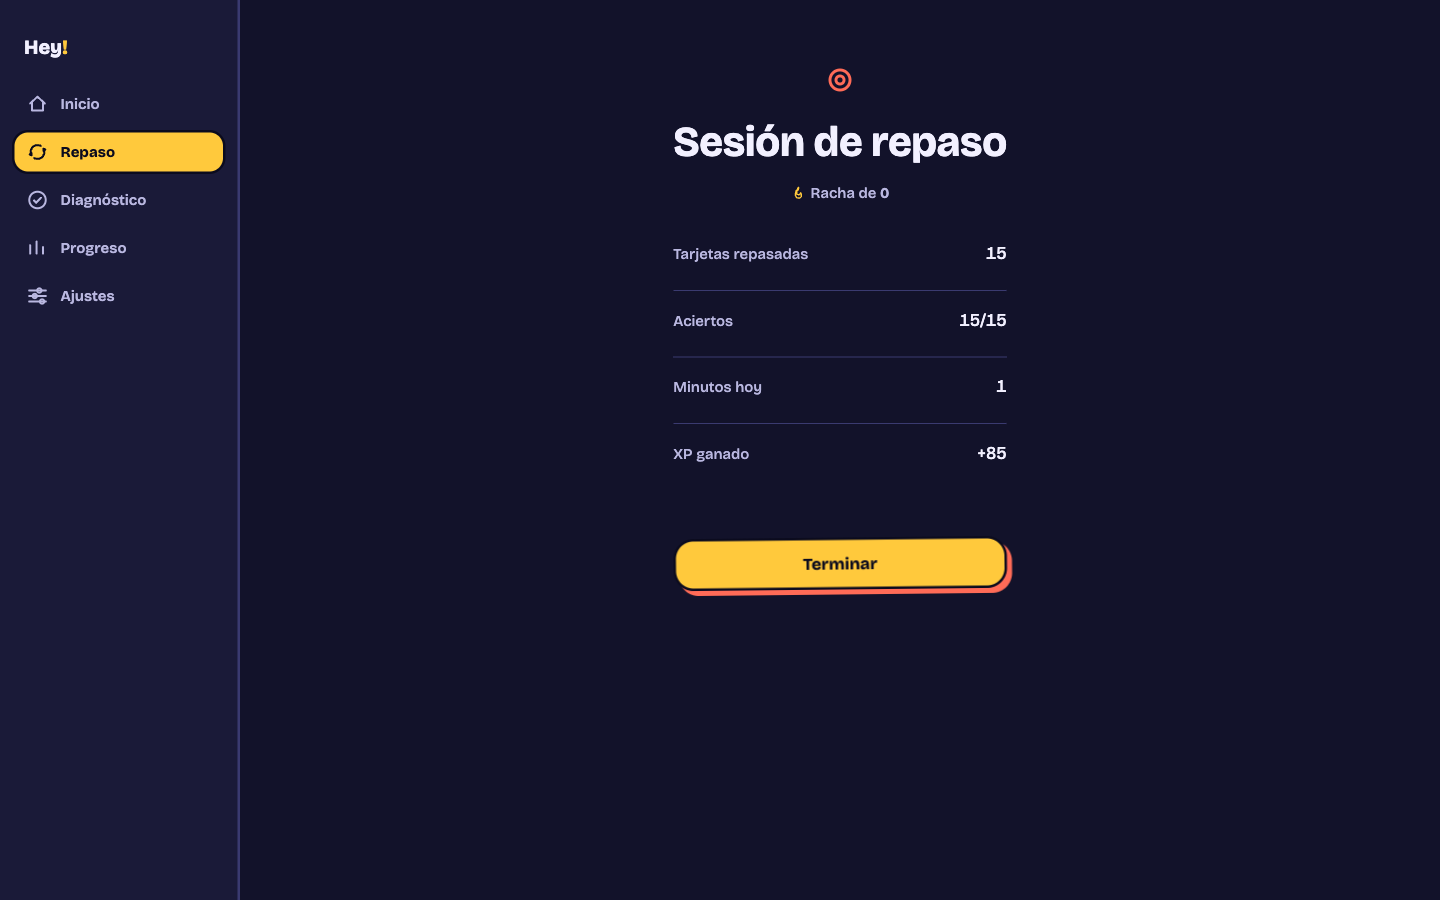 Hey!
Inicio
Repaso
Diagnóstico
Progreso
Ajustes
Sesión de repaso
Racha de 0
Tarjetas repasadas 15
Aciertos 15/15
Minutos hoy 1
XP ganado +85
Terminar